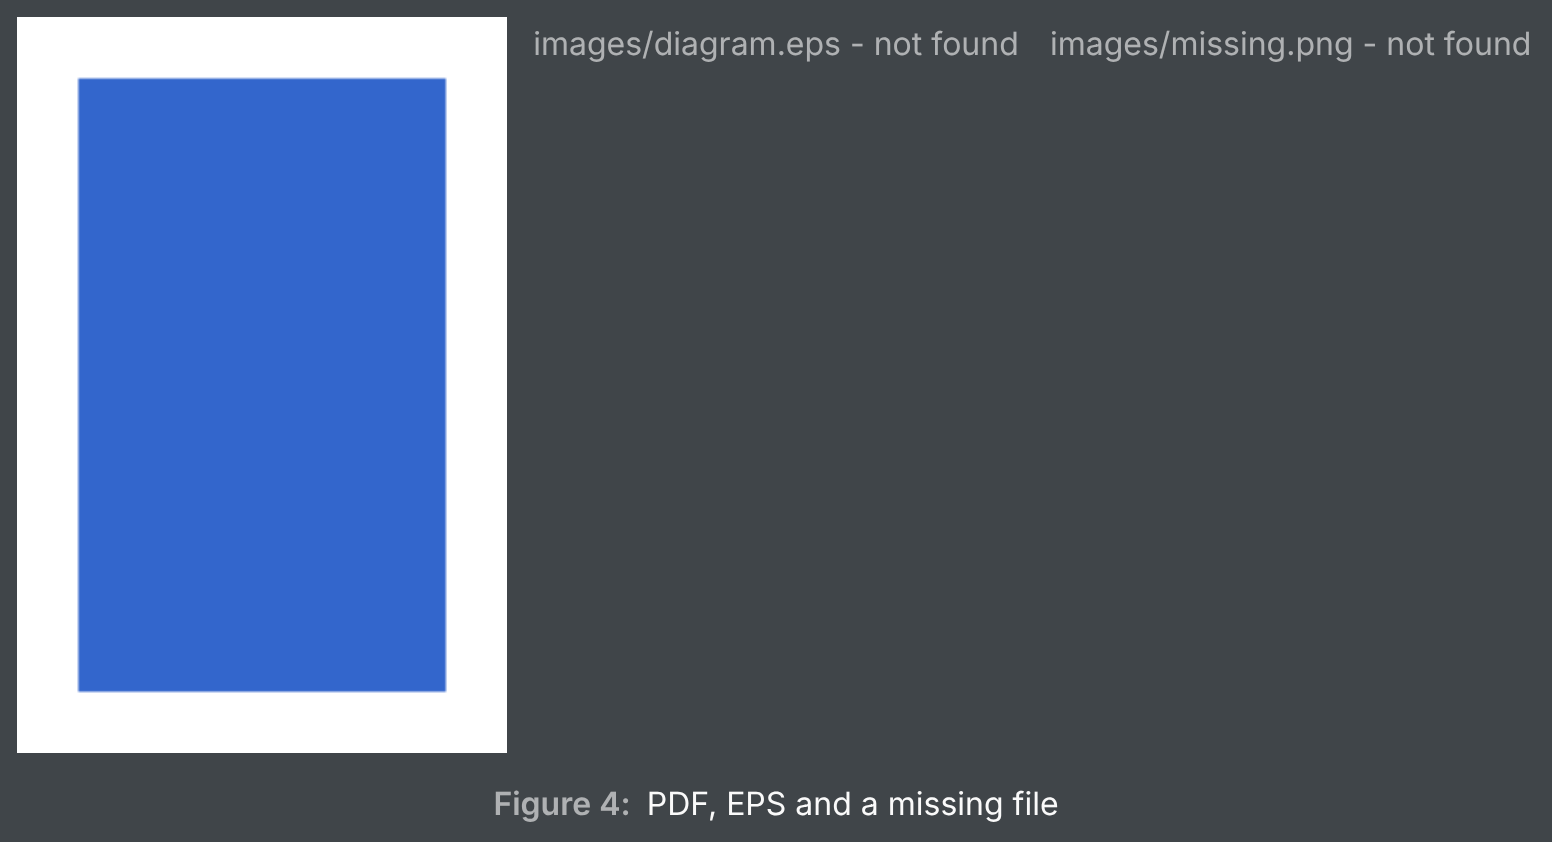 images/diagram.eps - not found images/missing.png - not found
Figure 4: PDF, EPS and a missing file